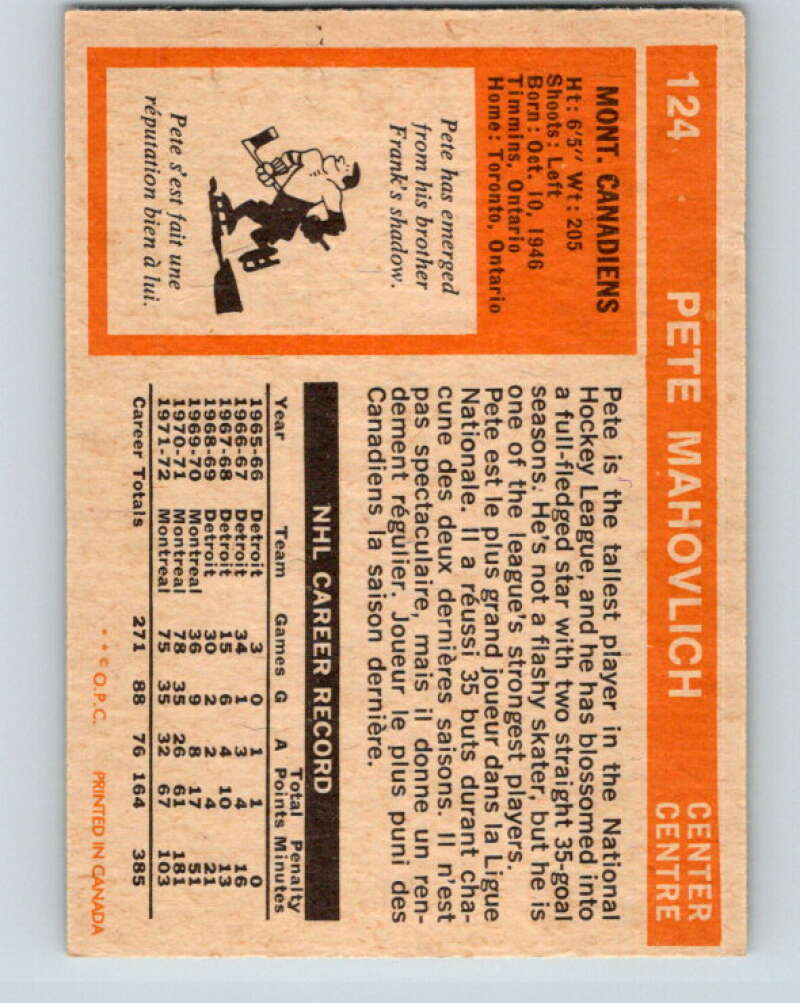 124 PETE MAHOVLICH CENTER
CENTRE
MONT. CANADIENS
Ht: 6'5" Wt: 205
Shoots: Left
Born: Oct. 10, 1946
Timmins, Ontario
Home: Toronto, Ontario
Pete has emerged
from his brother
Frank's shadow.
Pete s'est fait une
réputation bien à lui.
Pete is the tallest player in the National
Hockey League, and he has blossomed into
a full-fledged star with two straight 35-goal
seasons. He's not a flashy skater, but he is
one of the league's strongest players.
Pete est le plus grand joueur dans la Ligue
Nationale. Il a réussi 35 buts durant cha-
cune des deux dernières saisons. Il n'est
pas spectaculaire, mais il donne un ren-
dement régulier. Joueur le plus puni des
Canadiens la saison dernière.
NHL CAREER RECORD
Total Penalty
Year Team Games G A Points Minutes
1965-66 Detroit 3 0 1 1 0
1966-67 Detroit 34 1 3 4 16
1967-68 Detroit 15 6 4 10 13
1968-69 Detroit 30 2 2 4 21
1969-70 Montreal 36 9 8 17 51
1970-71 Montreal 78 35 26 61 181
1971-72 Montreal 75 35 32 67 103
Career Totals 271 88 76 164 385
* * © O.P.C. PRINTED IN CANADA